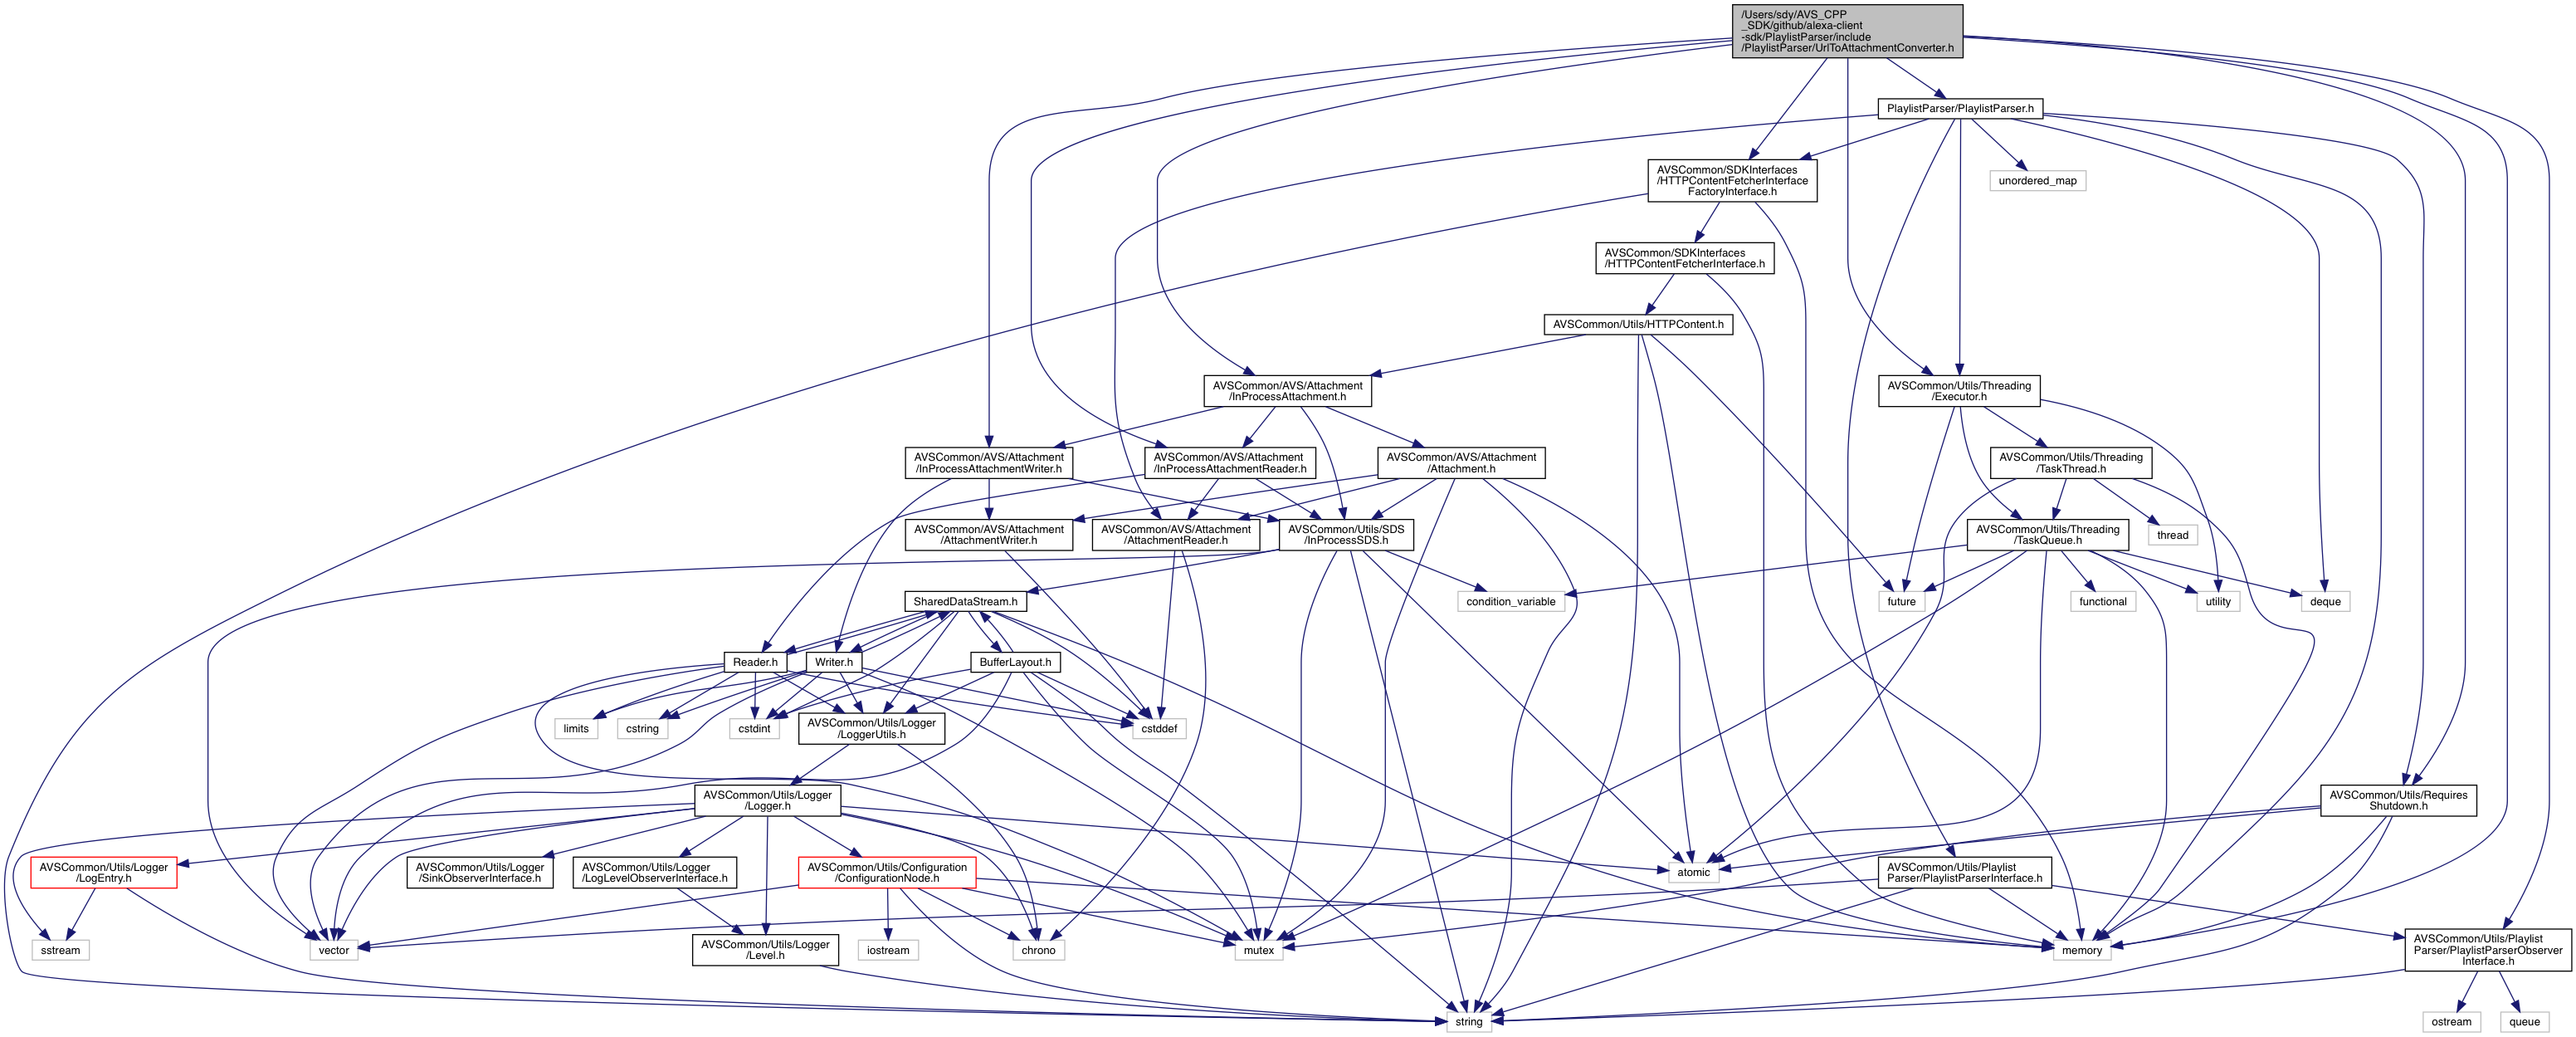 /Users/sdy/AVS_CPP
_SDK/github/alexa-client
-sdk/PlaylistParser/include
/PlaylistParser/UrlToAttachmentConverter.h
PlaylistParser/PlaylistParser.h
AVSCommon/SDKInterfaces
/HTTPContentFetcherInterface
FactoryInterface.h
unordered_map
AVSCommon/SDKInterfaces
/HTTPContentFetcherInterface.h
AVSCommon/Utils/HTTPContent.h
AVSCommon/AVS/Attachment
/InProcessAttachment.h
AVSCommon/Utils/Threading
/Executor.h
AVSCommon/AVS/Attachment
/InProcessAttachmentWriter.h
AVSCommon/AVS/Attachment
/InProcessAttachmentReader.h
AVSCommon/AVS/Attachment
/Attachment.h
AVSCommon/Utils/Threading
/TaskThread.h
AVSCommon/AVS/Attachment
/AttachmentWriter.h
AVSCommon/AVS/Attachment
/AttachmentReader.h
AVSCommon/Utils/SDS
/InProcessSDS.h
AVSCommon/Utils/Threading
/TaskQueue.h
thread
SharedDataStream.h
condition_variable
future
functional
utility
deque
Reader.h
Writer.h
BufferLayout.h
limits
cstring
cstdint
AVSCommon/Utils/Logger
/LoggerUtils.h
cstddef
AVSCommon/Utils/Logger
/Logger.h
AVSCommon/Utils/Requires
Shutdown.h
AVSCommon/Utils/Logger
/LogEntry.h
AVSCommon/Utils/Logger
/SinkObserverInterface.h
AVSCommon/Utils/Logger
/LogLevelObserverInterface.h
AVSCommon/Utils/Configuration
/ConfigurationNode.h
atomic
AVSCommon/Utils/Playlist
Parser/PlaylistParserInterface.h
sstream
vector
AVSCommon/Utils/Logger
/Level.h
iostream
chrono
mutex
memory
AVSCommon/Utils/Playlist
Parser/PlaylistParserObserver
Interface.h
string
ostream
queue